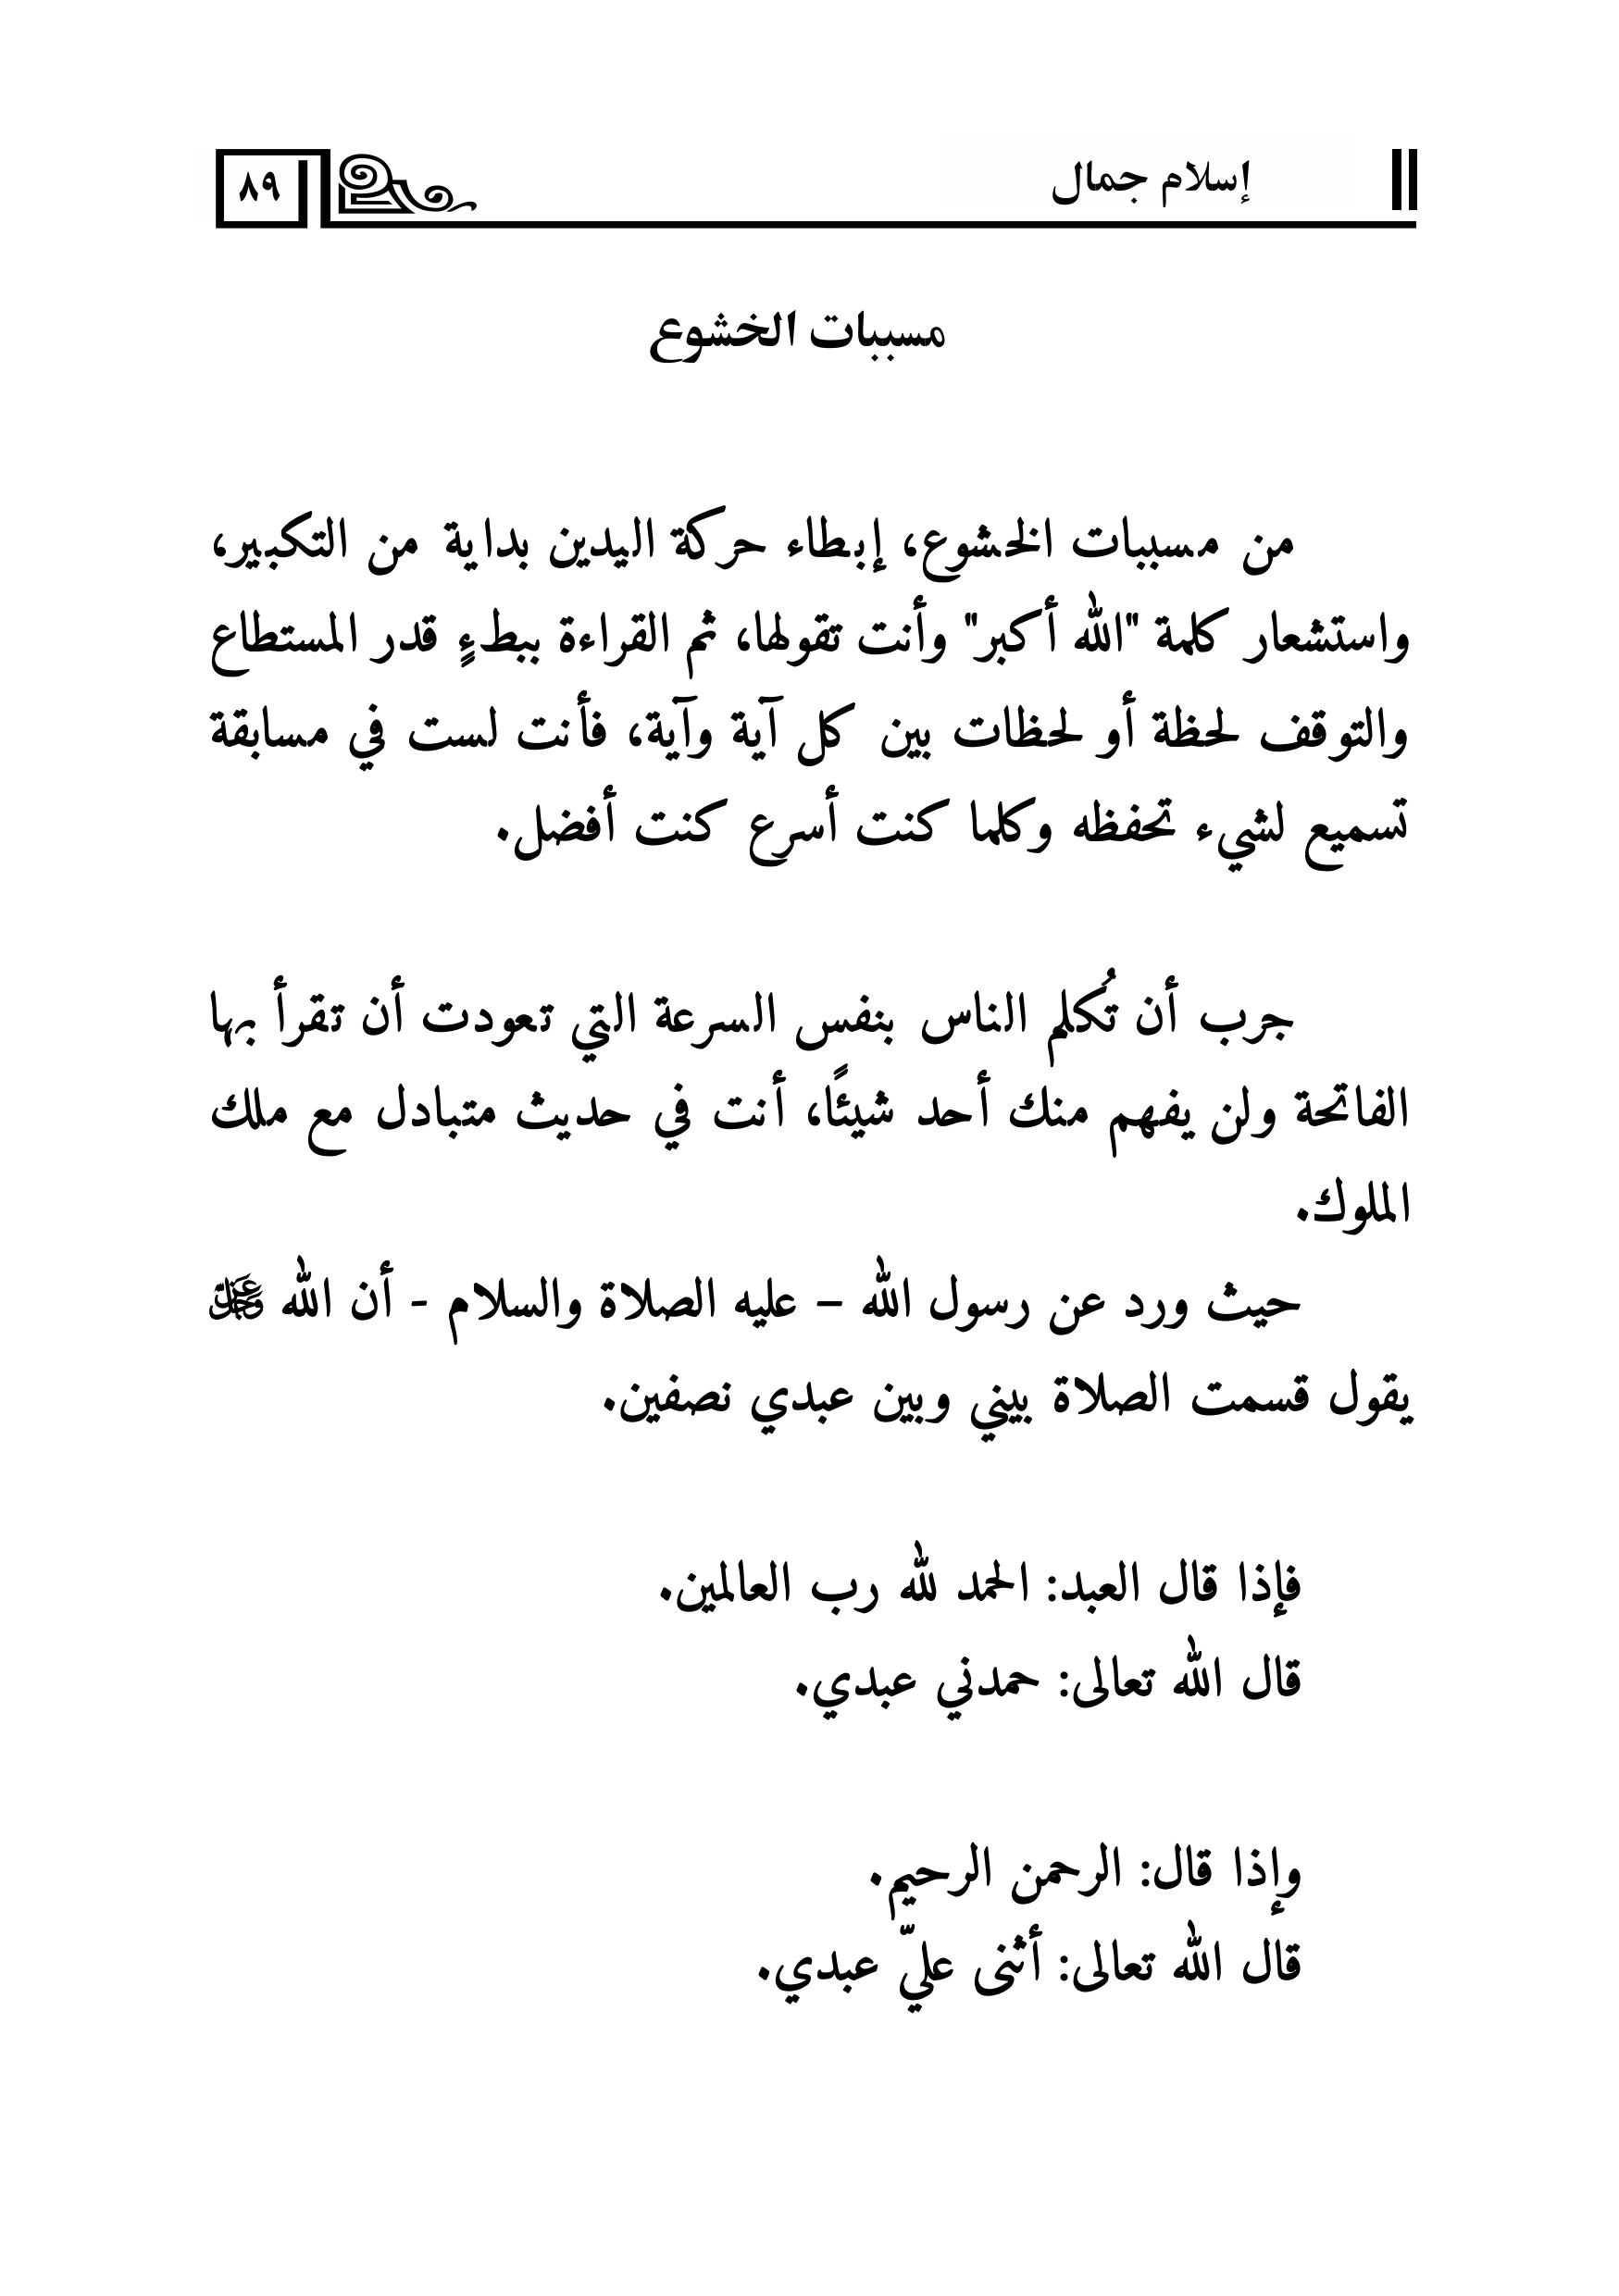 إسلام جمال
٨٩
مسببات الخشوع
من مسببات الخشوع، إبطاء حركة اليدين بداية من التكبير،
واستشعار كلمة "الله أكبر" وأنت تقولها، ثم القراءة ببطءٍ قدر المستطاع
والتوقف لحظة أو لحظات بين كل آية وآية، فأنت لست في مسابقة
تسميع لشيء تحفظه وكلما كنت أسرع كنت أفضل.
جرب أن تُكلم الناس بنفس السرعة التي تعودت أن تقرأ بها
الفاتحة ولن يفهم منك أحد شيئًا، أنت في حديث متبادل مع ملك
الملوك.
حيث ورد عن رسول الله – عليه الصلاة والسلام - أن الله عز وجل
يقول قسمت الصلاة بيني وبين عبدي نصفين.
فإذا قال العبد: الحمد لله رب العالمين.
قال الله تعالى: حمدني عبدي.
وإذا قال: الرحمن الرحيم.
قال الله تعالى: أثنى عليّ عبدي.